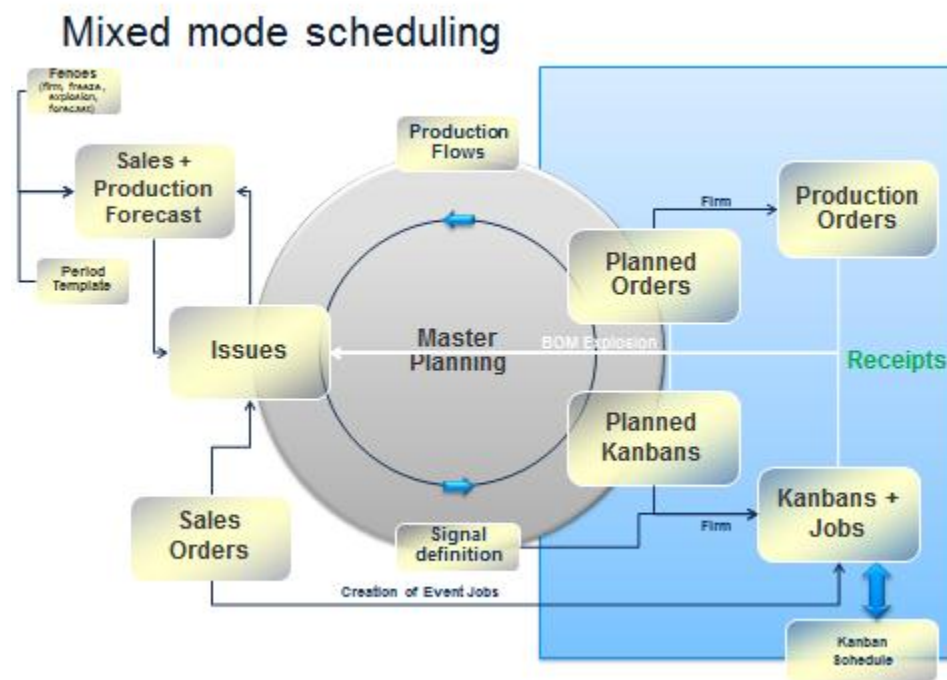 Mixed mode scheduling
Fences
(firm, freeze,
explosion,
forecast)
Sales +
Production
Forecast
Period
Template
Production
Flows
Issues
Master
Planning
BOM Explosion
Planned
Orders
Firm
Production
Orders
Receipts
Planned
Kanbans
Sales
Orders
Signal
definition
Firm
Kanbans +
Jobs
Creation of Event Jobs
Kanban
Schedule